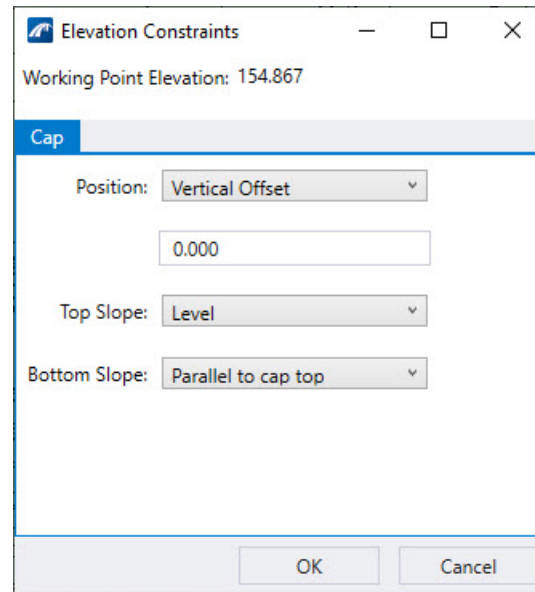 Elevation Constraints
Working Point Elevation: 154.867
Cap
Position: Vertical Offset
0.000
Top Slope: Level
Bottom Slope: Parallel to cap top
OK Cancel